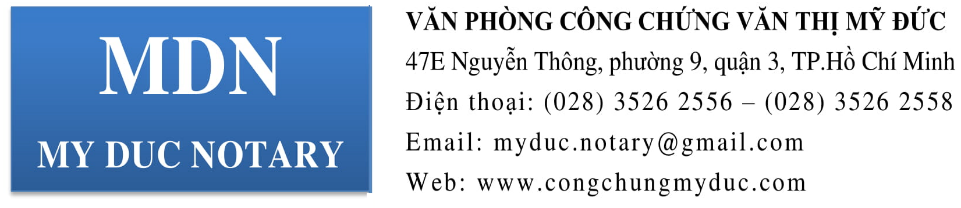 MDN
MY DUC NOTARY
VĂN PHÒNG CÔNG CHỨNG VĂN THỊ MỸ ĐỨC
47E Nguyễn Thông, phường 9, quận 3, TP.Hồ Chí Minh
Điện thoại: (028) 3526 2556 – (028) 3526 2558
Email: myduc.notary@gmail.com
Web: www.congchungmyduc.com